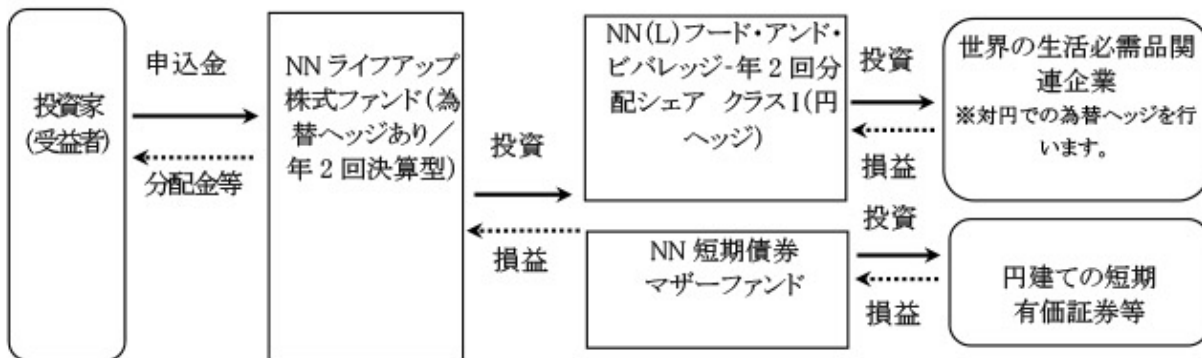 投資家
(受益者)
申込金
分配金等
NN ライフアップ
株式ファンド(為
替ヘッジあり／
年 2 回決算型)
投資
損益
NN(L)フード・アンド・
ビバレッジ-年 2 回分
配シェア クラスI(円
ヘッジ)
投資
損益
世界の生活必需品関
連企業
※対円での為替ヘッジを行
います。
NN 短期債券
マザーファンド
投資
損益
円建ての短期
有価証券等